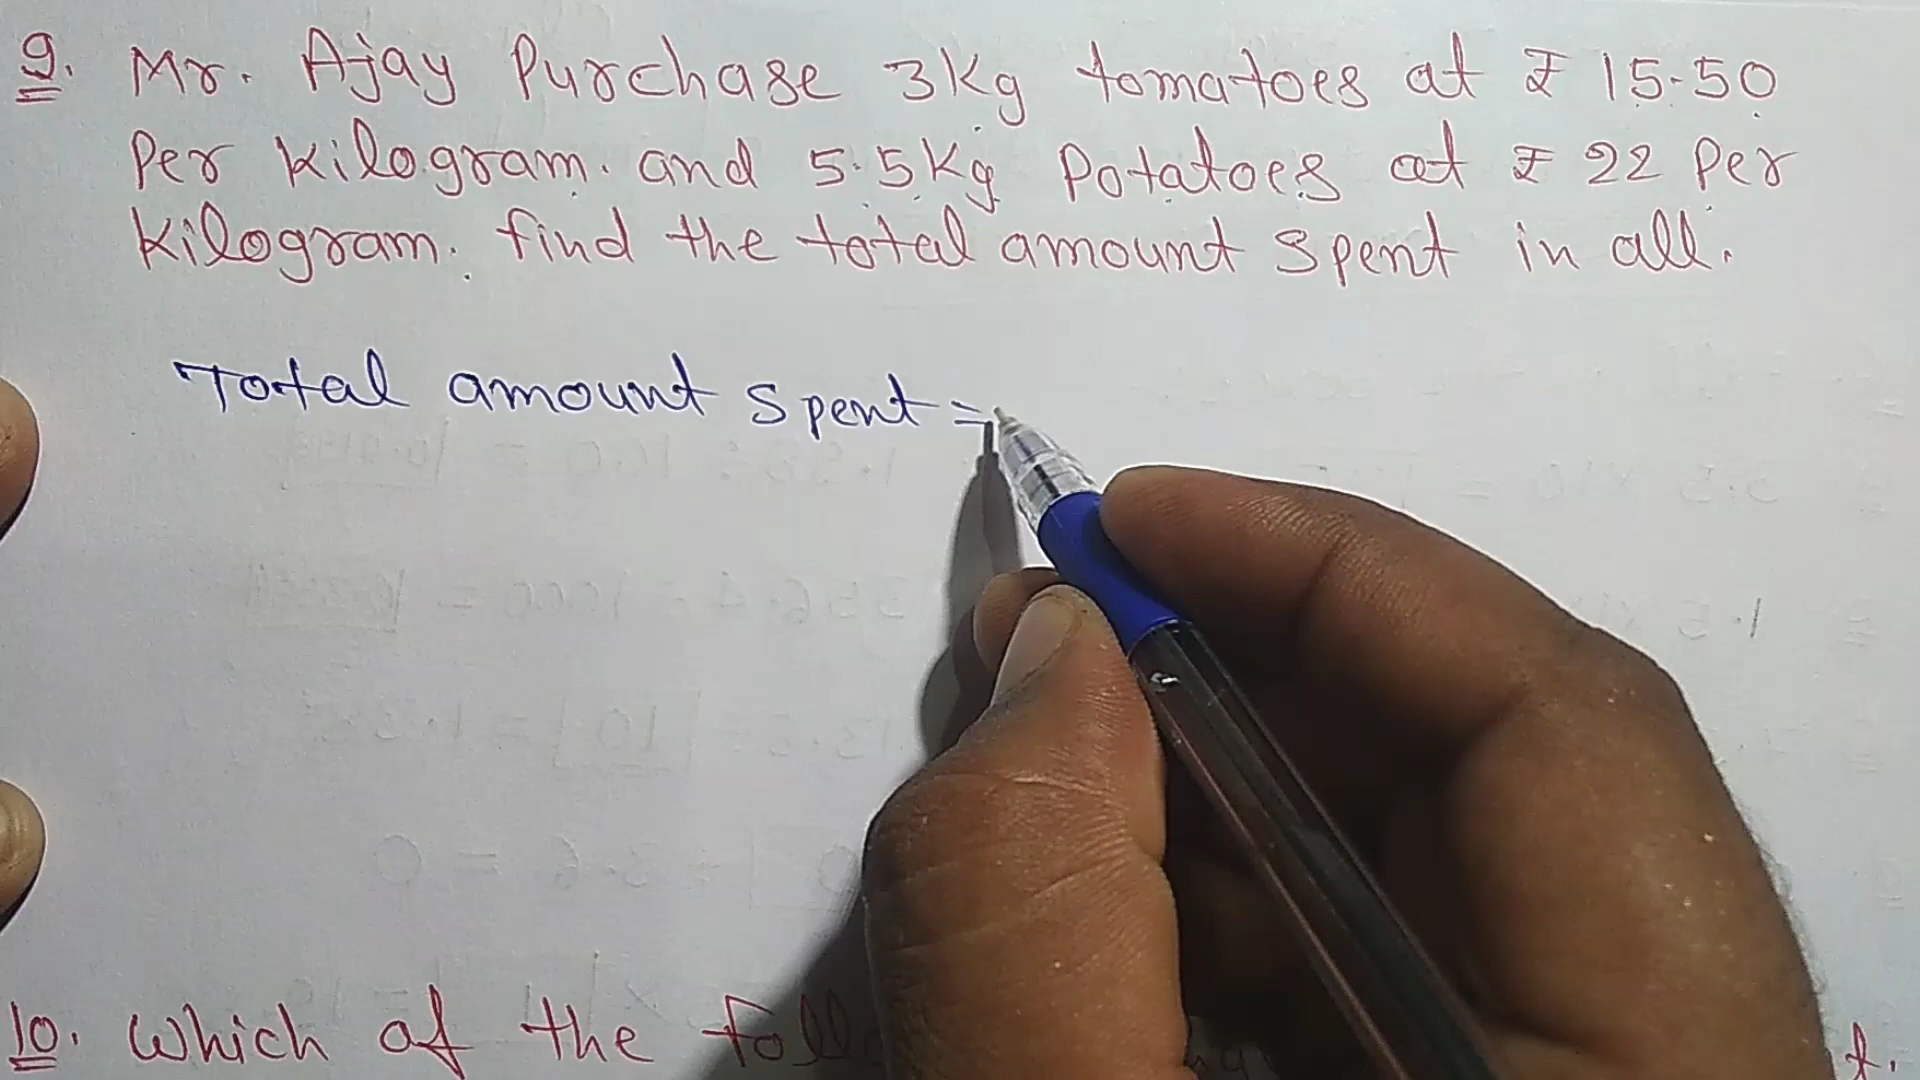 9. Mr. Ajay Purchase 3Kg tomatoes at ₹ 15.50
Per kilogram. and 5.5Kg Potatoes at ₹ 22 Per
kilogram. find the total amount spent in all.
Total amount spent =
10. Which of the